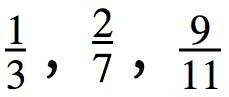 1/3 , 2/7 , 9/11